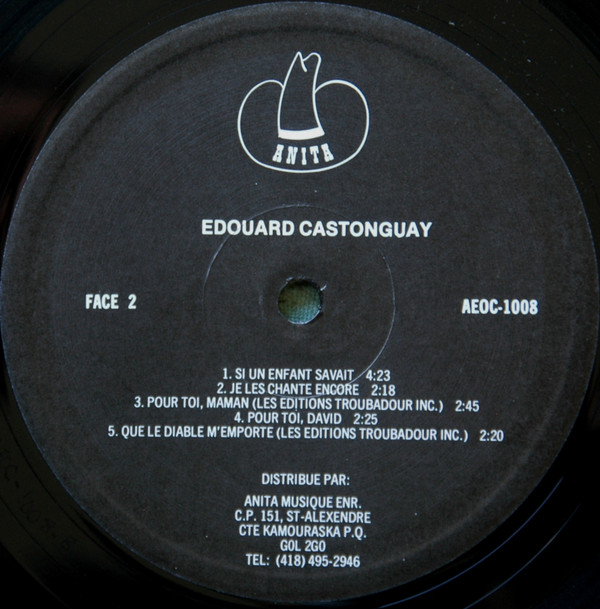 ANITA
EDOUARD CASTONGUAY
FACE 2
AEOC-1008
1. SI UN ENFANT SAVAIT 4:23
2. JE LES CHANTE ENCORE 2:18
3. POUR TOI, MAMAN (LES EDITIONS TROUBADOUR INC.) 2:45
4. POUR TOI, DAVID 2:25
5. QUE LE DIABLE M'EMPORTE (LES EDITIONS TROUBADOUR INC.) 2:20
DISTRIBUE PAR:
ANITA MUSIQUE ENR.
C.P. 151, ST-ALEXENDRE
CTE KAMOURASKA P.Q.
G0L 2G0
TEL: (418) 495-2946